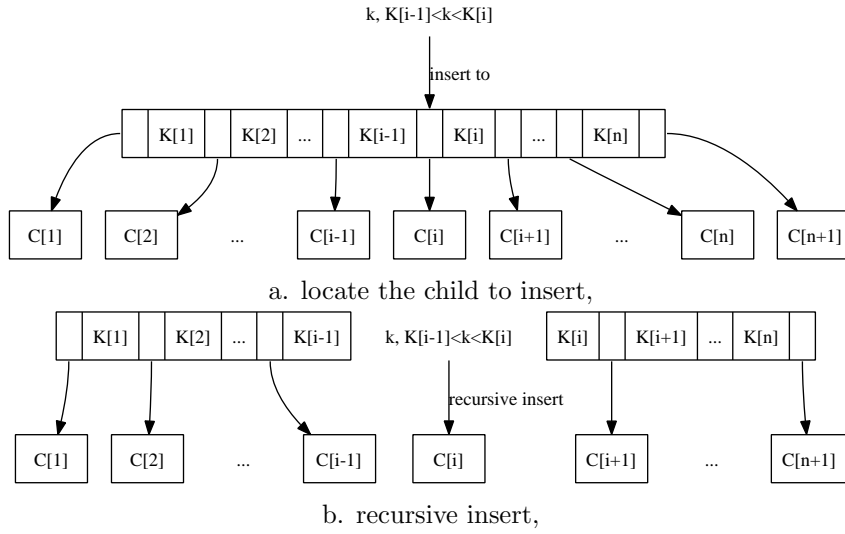 k, K[i-1]<k<K[i]
insert to
K[1] K[2] ... K[i-1] K[i] ... K[n]
C[1] C[2] ... C[i-1] C[i] C[i+1] ... C[n] C[n+1]
a. locate the child to insert,
K[1] K[2] ... K[i-1] k, K[i-1]<k<K[i] K[i] K[i+1] ... K[n]
recursive insert
C[1] C[2] ... C[i-1] C[i] C[i+1] ... C[n+1]
b. recursive insert,